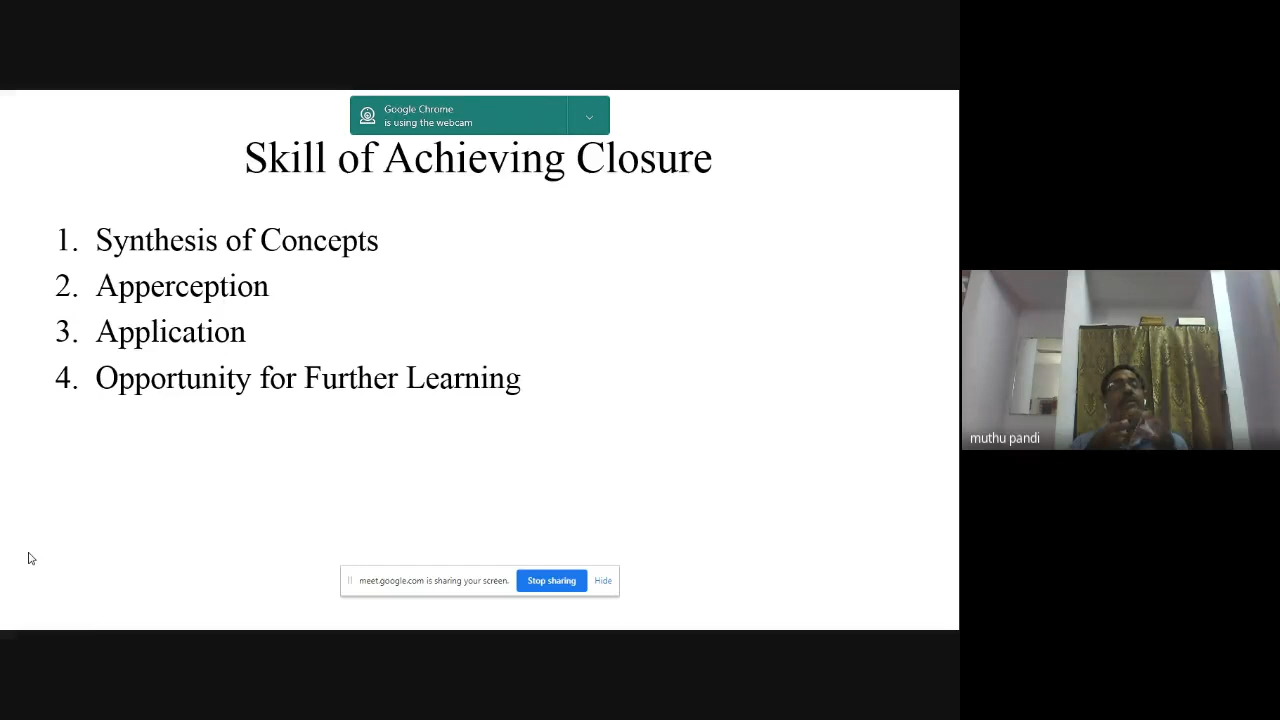 Google Chrome
is using the webcam
Skill of Achieving Closure
1. Synthesis of Concepts
2. Apperception
3. Application
4. Opportunity for Further Learning
muthu pandi
meet.google.com is sharing your screen.
Stop sharing
Hide